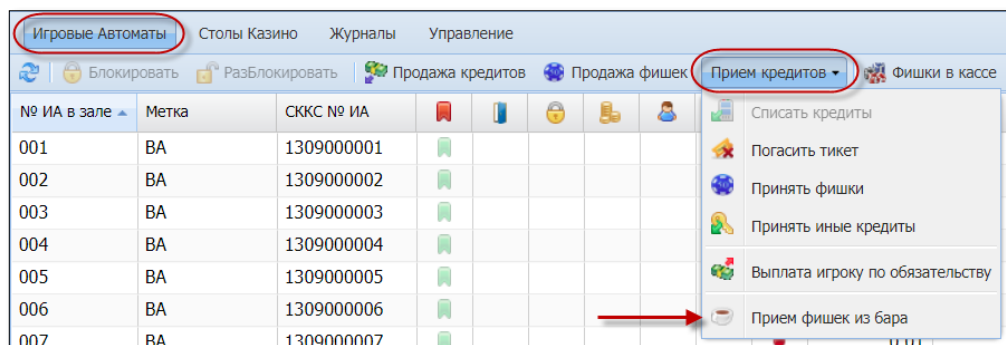 Игровые Автоматы Столы Казино Журналы Управление
Блокировать РазБлокировать Продажа кредитов Продажа фишек Прием кредитов Фишки в кассе
№ ИА в зале Метка СККС № ИА
Списать кредиты
001 ВА 1309000001
Погасить тикет
002 ВА 1309000002
Принять фишки
003 ВА 1309000003
Принять иные кредиты
004 ВА 1309000004
005 ВА 1309000005
Выплата игроку по обязательству
006 ВА 1309000006
Прием фишек из бара
007 ВА 1309000007